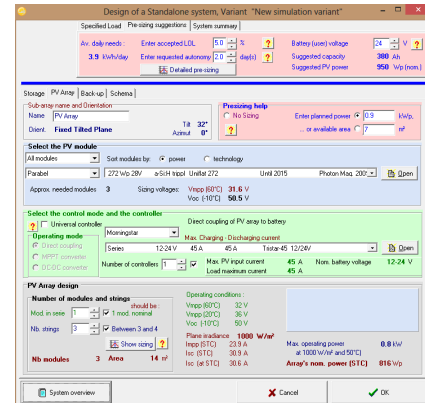 Design of a Standalone system, Variant "New simulation variant"
Specified Load Pre-sizing suggestions System summary
Av. daily needs : Enter accepted LOL 5.0 % ? Battery (user) voltage 24 V ?
3.9 kWh/day Enter requested autonomy 2.0 day(s) ? Suggested capacity 380 Ah
Detailed pre-sizing Suggested PV power 950 Wp (nom.)
Storage PV Array Back-up Schema
Sub-array name and Orientation
Name PV Array
Orient. Fixed Tilted Plane Tilt 32°
Azimut 0°
Presizing help
No Sizing Enter planned power 0.9 kWp,
? ... or available area 7 m²
Select the PV module
All modules Sort modules by: power technology
Parabel 272 Wp 28V a-Si:H tripl Uniflat 272 Until 2015 Photon Mag. 200 Open
Approx. needed modules 3 Sizing voltages: Vmpp (60°C) 31.6 V
Voc (-10°C) 50.5 V
Select the control mode and the controller
? Universal controller Direct coupling of PV array to battery
Operating mode Morningstar Max. Charging - Discharging current
Direct coupling Series 12-24 V 45 A 45 A Tristar-45 12/24V Open
MPPT converter
DC-DC converter
Number of controllers 1 Max. PV input current 45 A Nom. battery voltage 12-24 V
Load maximum current 45 A
PV Array design
Number of modules and strings
should be :
Mod. in serie 1 1 mod. nominal
Nb. strings 3 Between 3 and 4
Show sizing ?
Nb modules 3 Area 14 m²
Operating conditions :
Vmpp (60°C) 32 V
Vmpp (20°C) 36 V
Voc (-10°C) 50 V
Plane irradiance 1000 W/m²
Impp (STC) 23.9 A Max. operating power 0.8 kW
Isc (STC) 30.9 A at 1000 W/m² and 50°C)
Isc (at STC) 30.6 A Array's nom. power (STC) 816 Wp
System overview Cancel OK